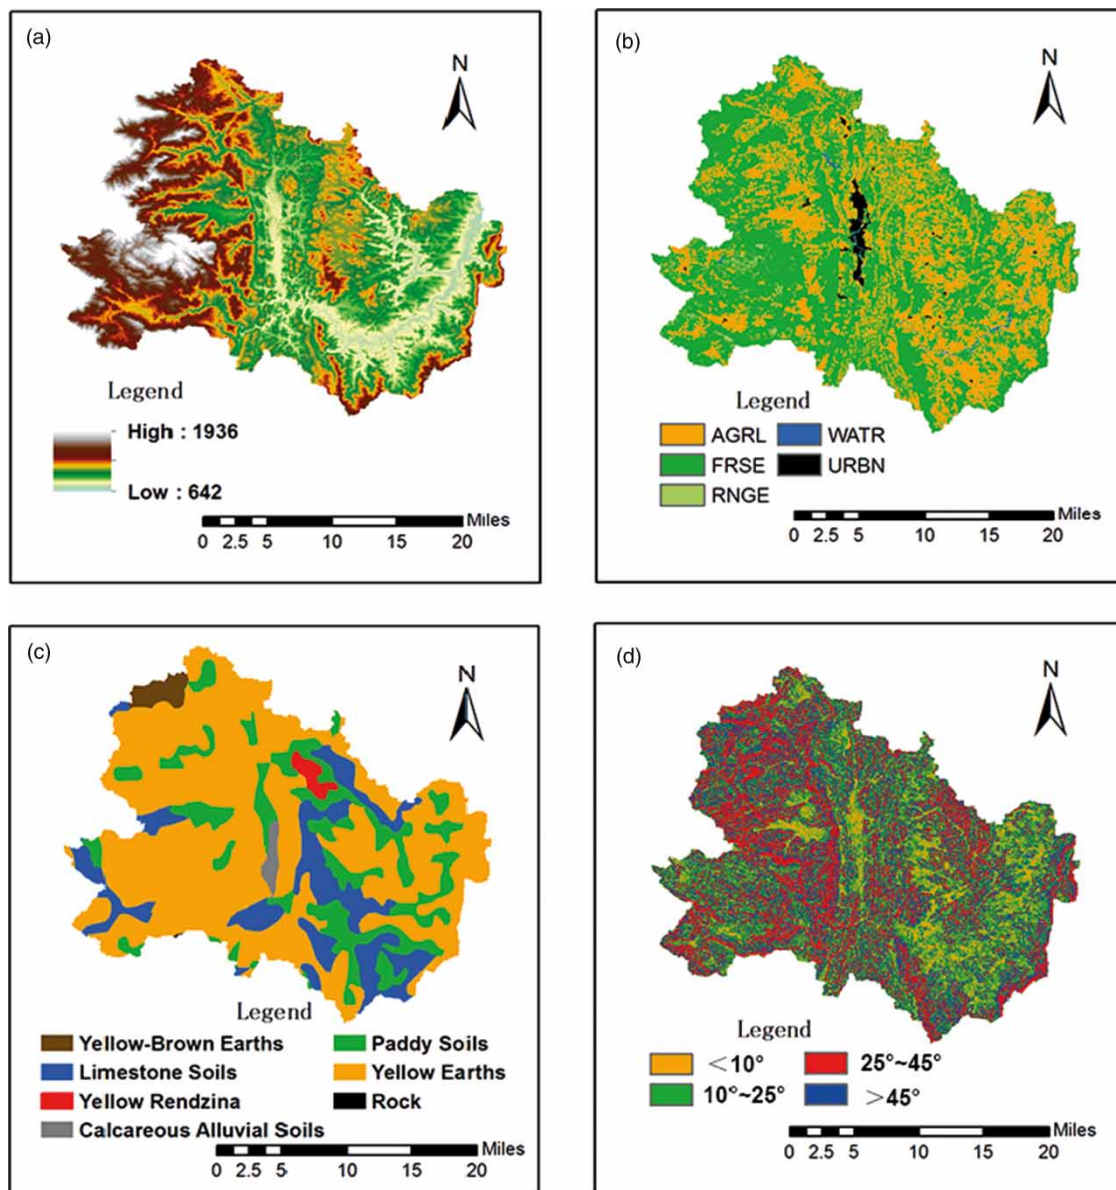 (a)
N
Legend
High : 1936
Low : 642
Miles
0 2.5 5 10 15 20
(b)
N
Legend
AGRL WATR
FRSE URBN
RNGE
Miles
0 2.5 5 10 15 20
(c)
N
Legend
Yellow-Brown Earths Paddy Soils
Limestone Soils Yellow Earths
Yellow Rendzina Rock
Calcareous Alluvial Soils
Miles
0 2.5 5 10 15 20
(d)
N
Legend
<10° 25°~45°
10°~25° >45°
Miles
0 2.5 5 10 15 20